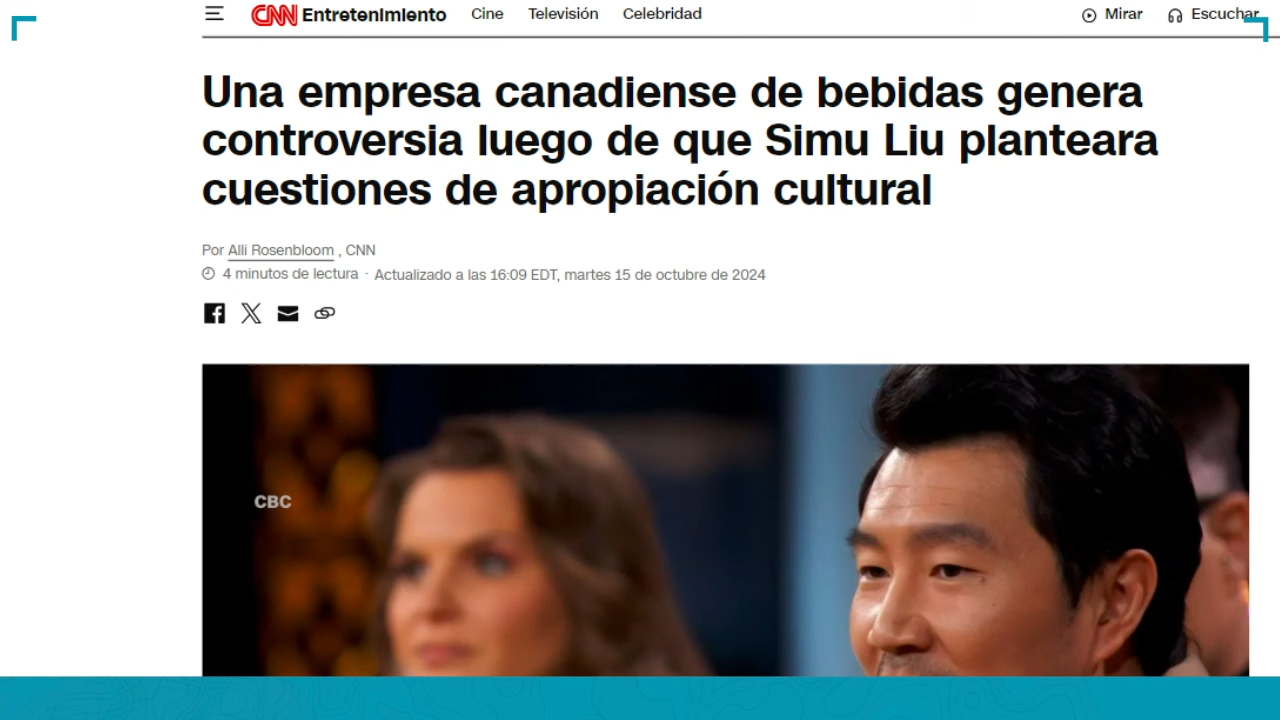 CNN Entretenimiento Cine Televisión Celebridad Mirar Escuchar
Una empresa canadiense de bebidas genera
controversia luego de que Simu Liu planteara
cuestiones de apropiación cultural
Por Alli Rosenbloom , CNN
4 minutos de lectura · Actualizado a las 16:09 EDT, martes 15 de octubre de 2024
CBC